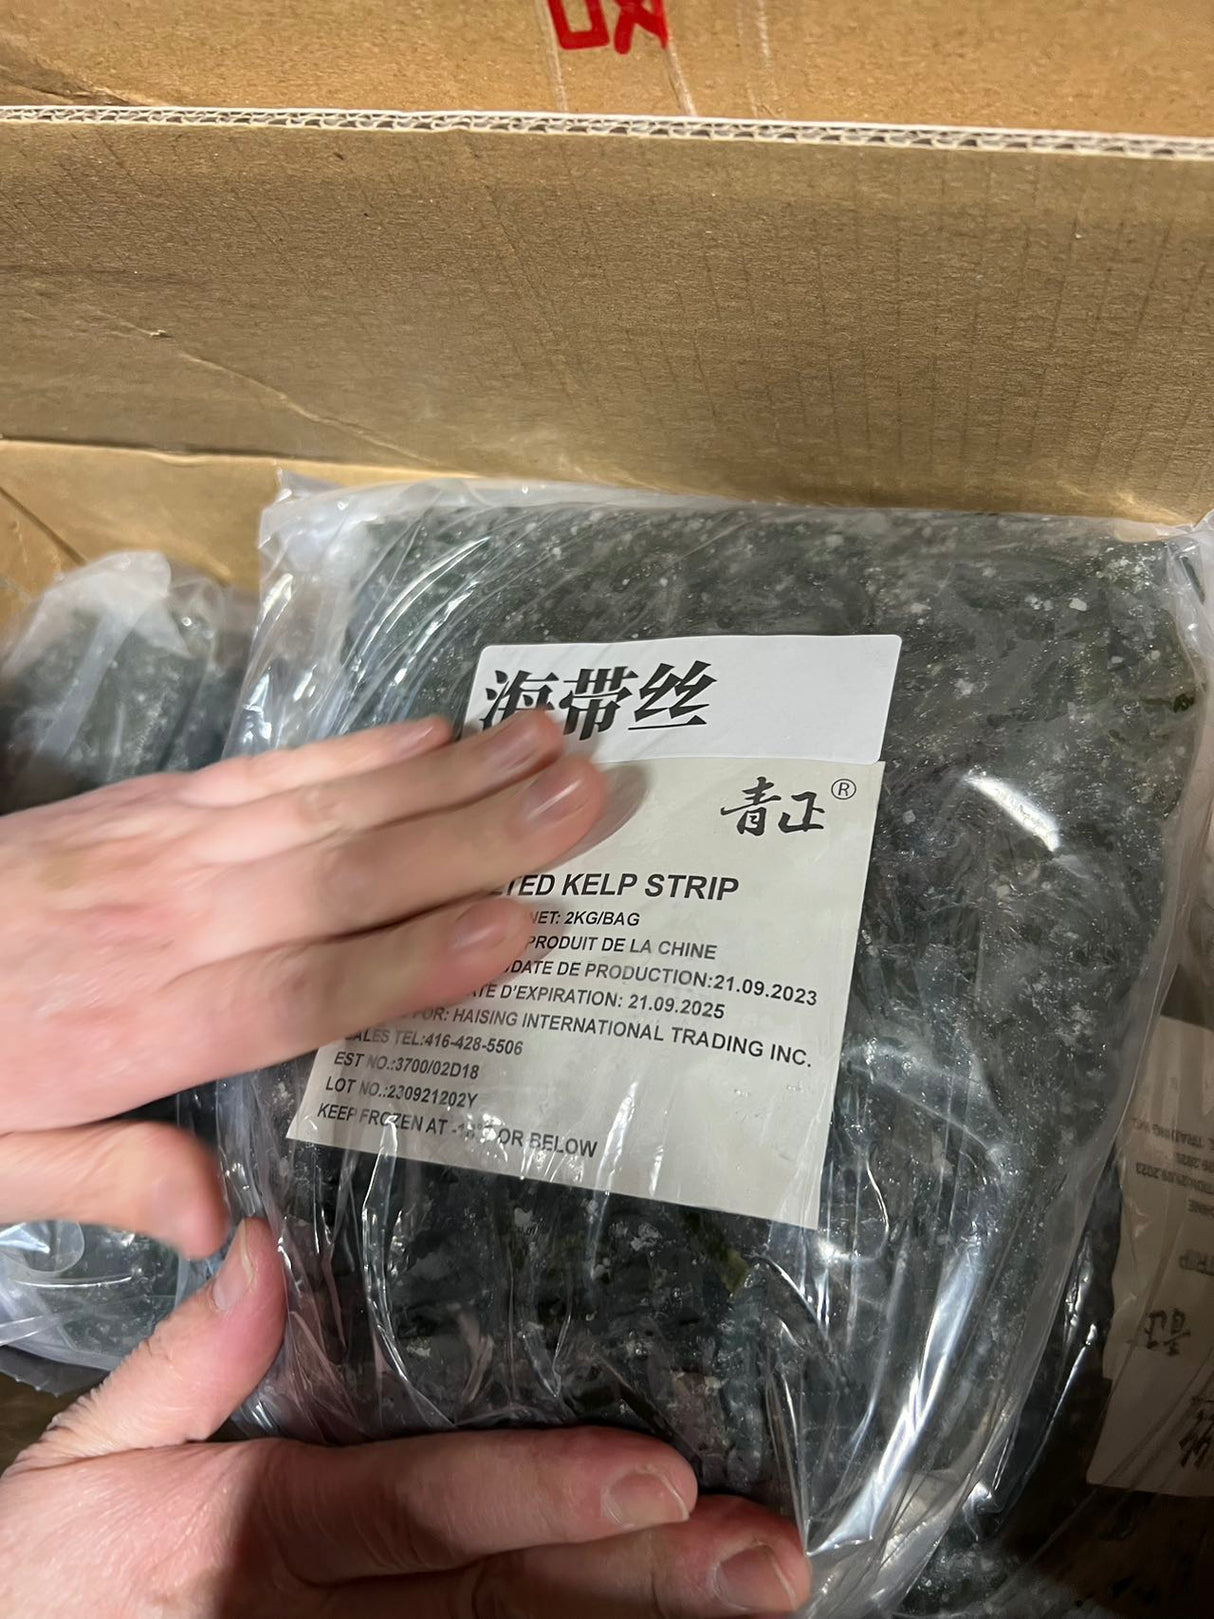 海带丝
青正®
KELP STRIP
NET: 2KG/BAG
PRODUIT DE LA CHINE
DATE DE PRODUCTION:21.09.2023
D'EXPIRATION: 21.09.2025
FOR: HAISING INTERNATIONAL TRADING INC.
SALES TEL:416-428-5506
EST NO.:3700/02D18
LOT NO.:230921202Y
KEEP FROZEN AT -18°C OR BELOW